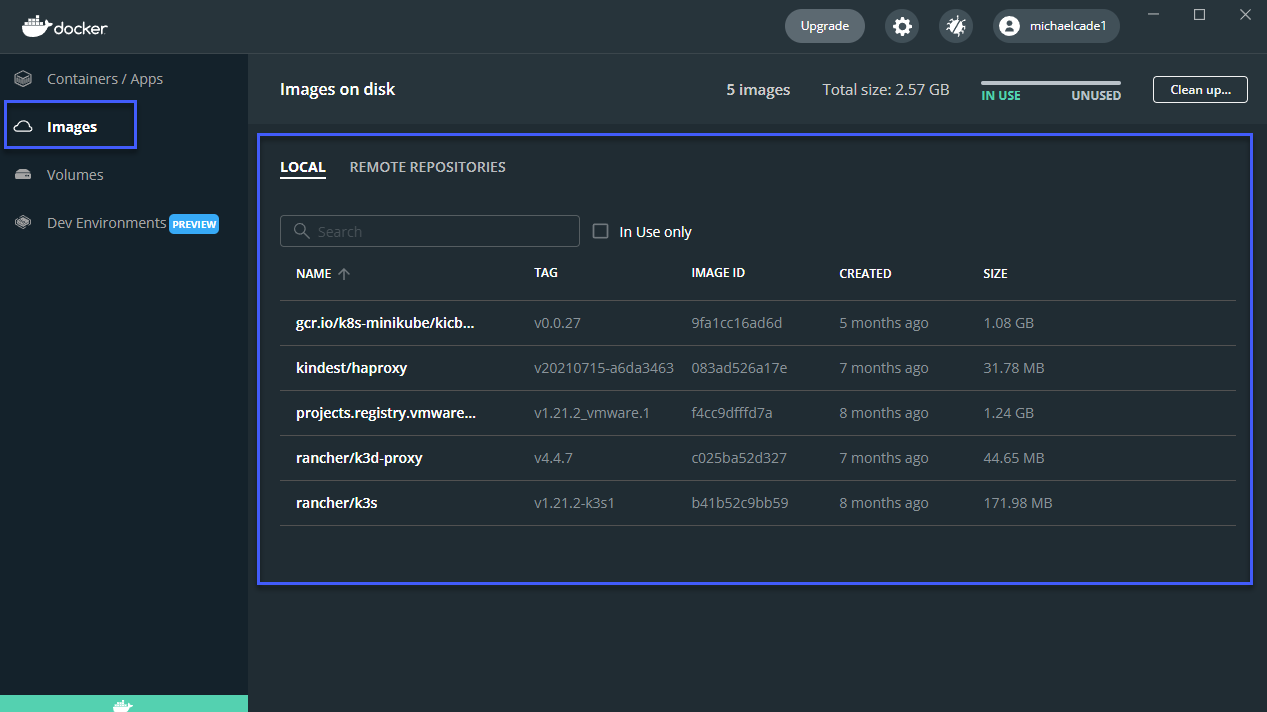 docker
Upgrade
michaelcade1
Containers / Apps
Images
Volumes
Dev Environments PREVIEW
Images on disk
5 images
Total size: 2.57 GB
IN USE UNUSED
Clean up...
LOCAL REMOTE REPOSITORIES
Search
In Use only
NAME TAG IMAGE ID CREATED SIZE
gcr.io/k8s-minikube/kicb... v0.0.27 9fa1cc16ad6d 5 months ago 1.08 GB
kindest/haproxy v20210715-a6da3463 083ad526a17e 7 months ago 31.78 MB
projects.registry.vmware... v1.21.2_vmware.1 f4cc9dfffd7a 8 months ago 1.24 GB
rancher/k3d-proxy v4.4.7 c025ba52d327 7 months ago 44.65 MB
rancher/k3s v1.21.2-k3s1 b41b52c9bb59 8 months ago 171.98 MB